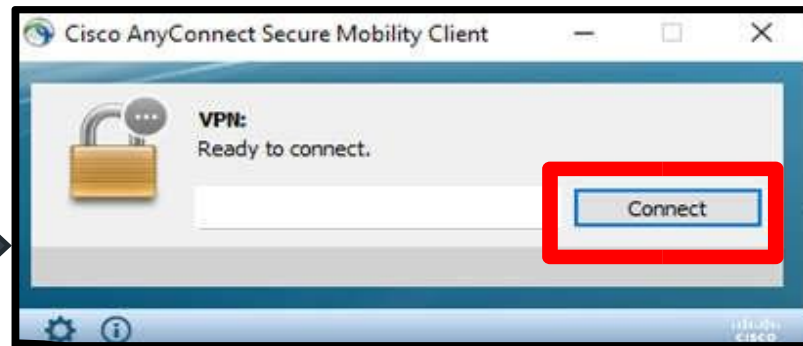 Cisco AnyConnect Secure Mobility Client
VPN:
Ready to connect.
Connect
CISCO